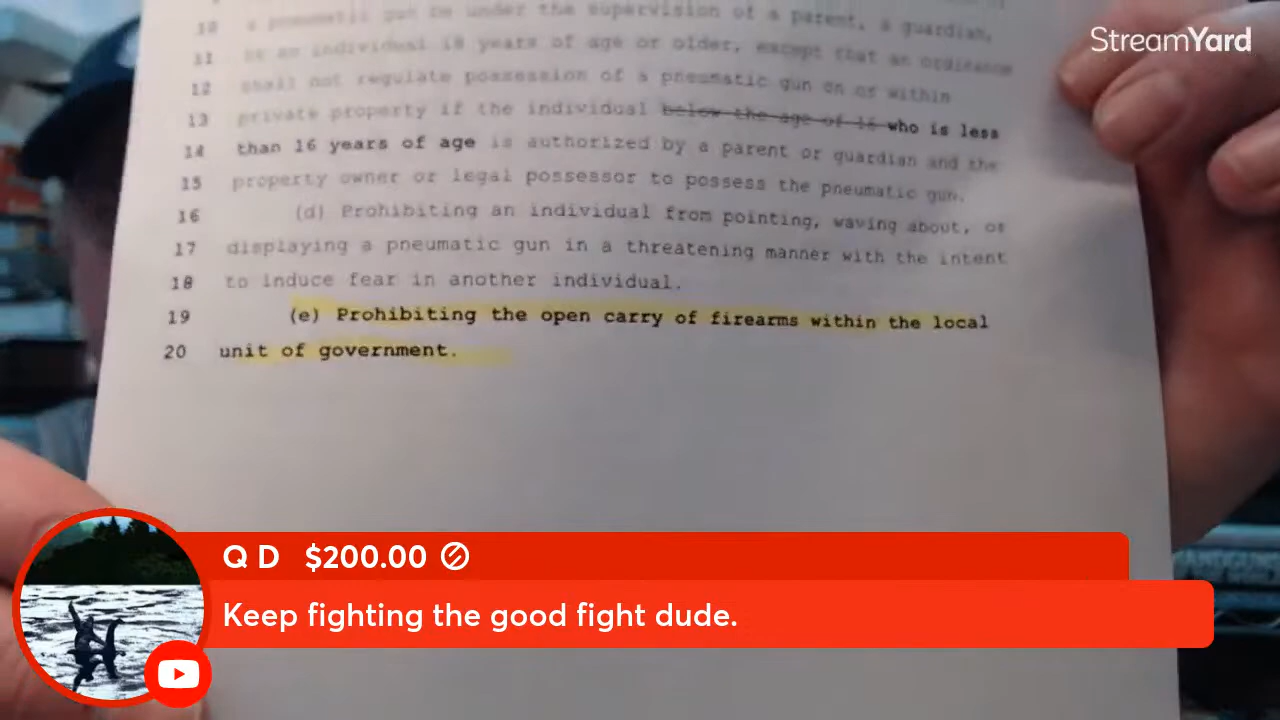 StreamYard
10 a pneumatic gun be under the supervision of a parent, a guardian,
11 or an individual 18 years of age or older, except that an ordinance
12 shall not regulate possession of a pneumatic gun on or within
13 private property if the individual below the age of 16 who is less
14 than 16 years of age is authorized by a parent or guardian and the
15 property owner or legal possessor to possess the pneumatic gun.
16 (d) Prohibiting an individual from pointing, waving about, or
17 displaying a pneumatic gun in a threatening manner with the intent
18 to induce fear in another individual.
19 (e) Prohibiting the open carry of firearms within the local
20 unit of government.
Q D $200.00
Keep fighting the good fight dude.